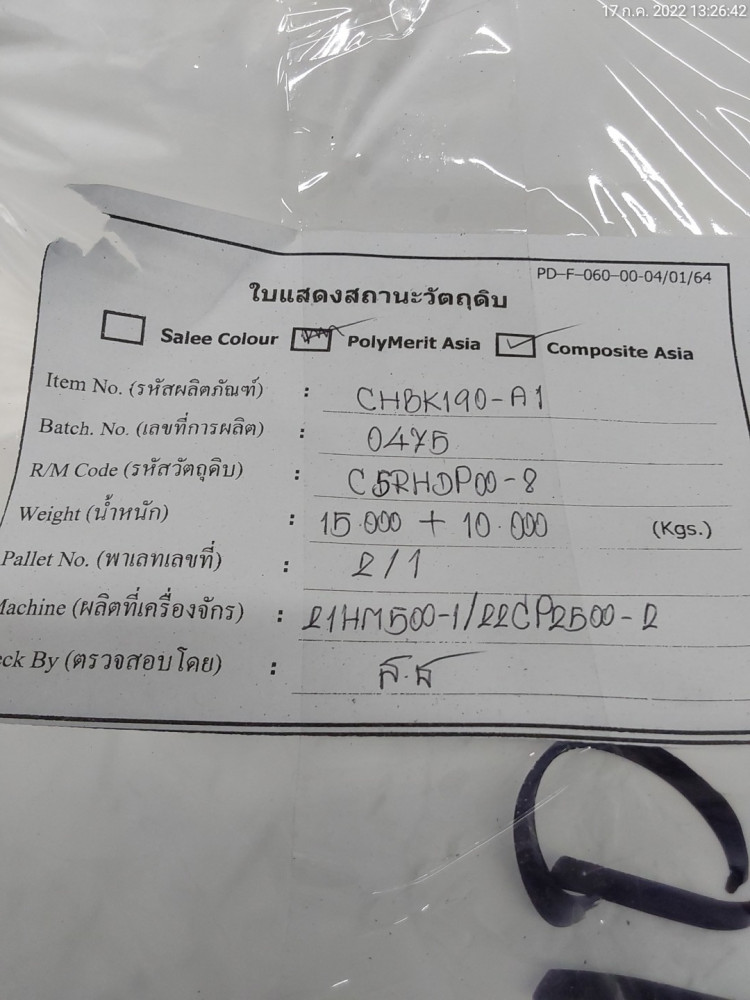 17 ก.ค. 2022 13:26:42
PD-F-060-00-04/01/64
ใบแสดงสถานะวัตถุดิบ
Salee Colour PolyMerit Asia Composite Asia
Item No. (รหัสผลิตภัณฑ์) : CHBK190-A1
Batch. No. (เลขที่การผลิต) : 0475
R/M Code (รหัสวัตถุดิบ) : C5RHDP00-8
Weight (น้ำหนัก) : 15.000 + 10.000 (Kgs.)
Pallet No. (พาเลทเลขที่) : 2/1
Machine (ผลิตที่เครื่องจักร) : 21HM500-1/22CP2500-2
eck By (ตรวจสอบโดย) :